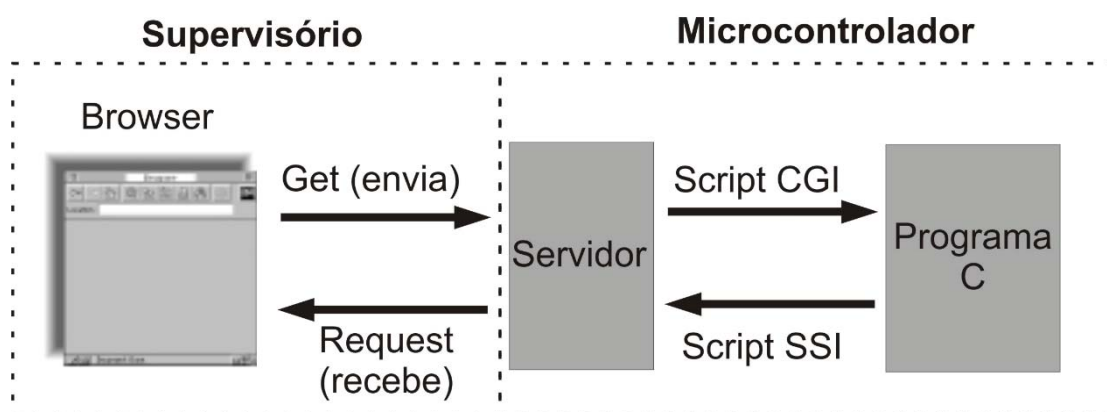 Supervisório
Microcontrolador
Browser
Get (envia)
Request
(recebe)
Servidor
Script CGI
Script SSI
Programa
C